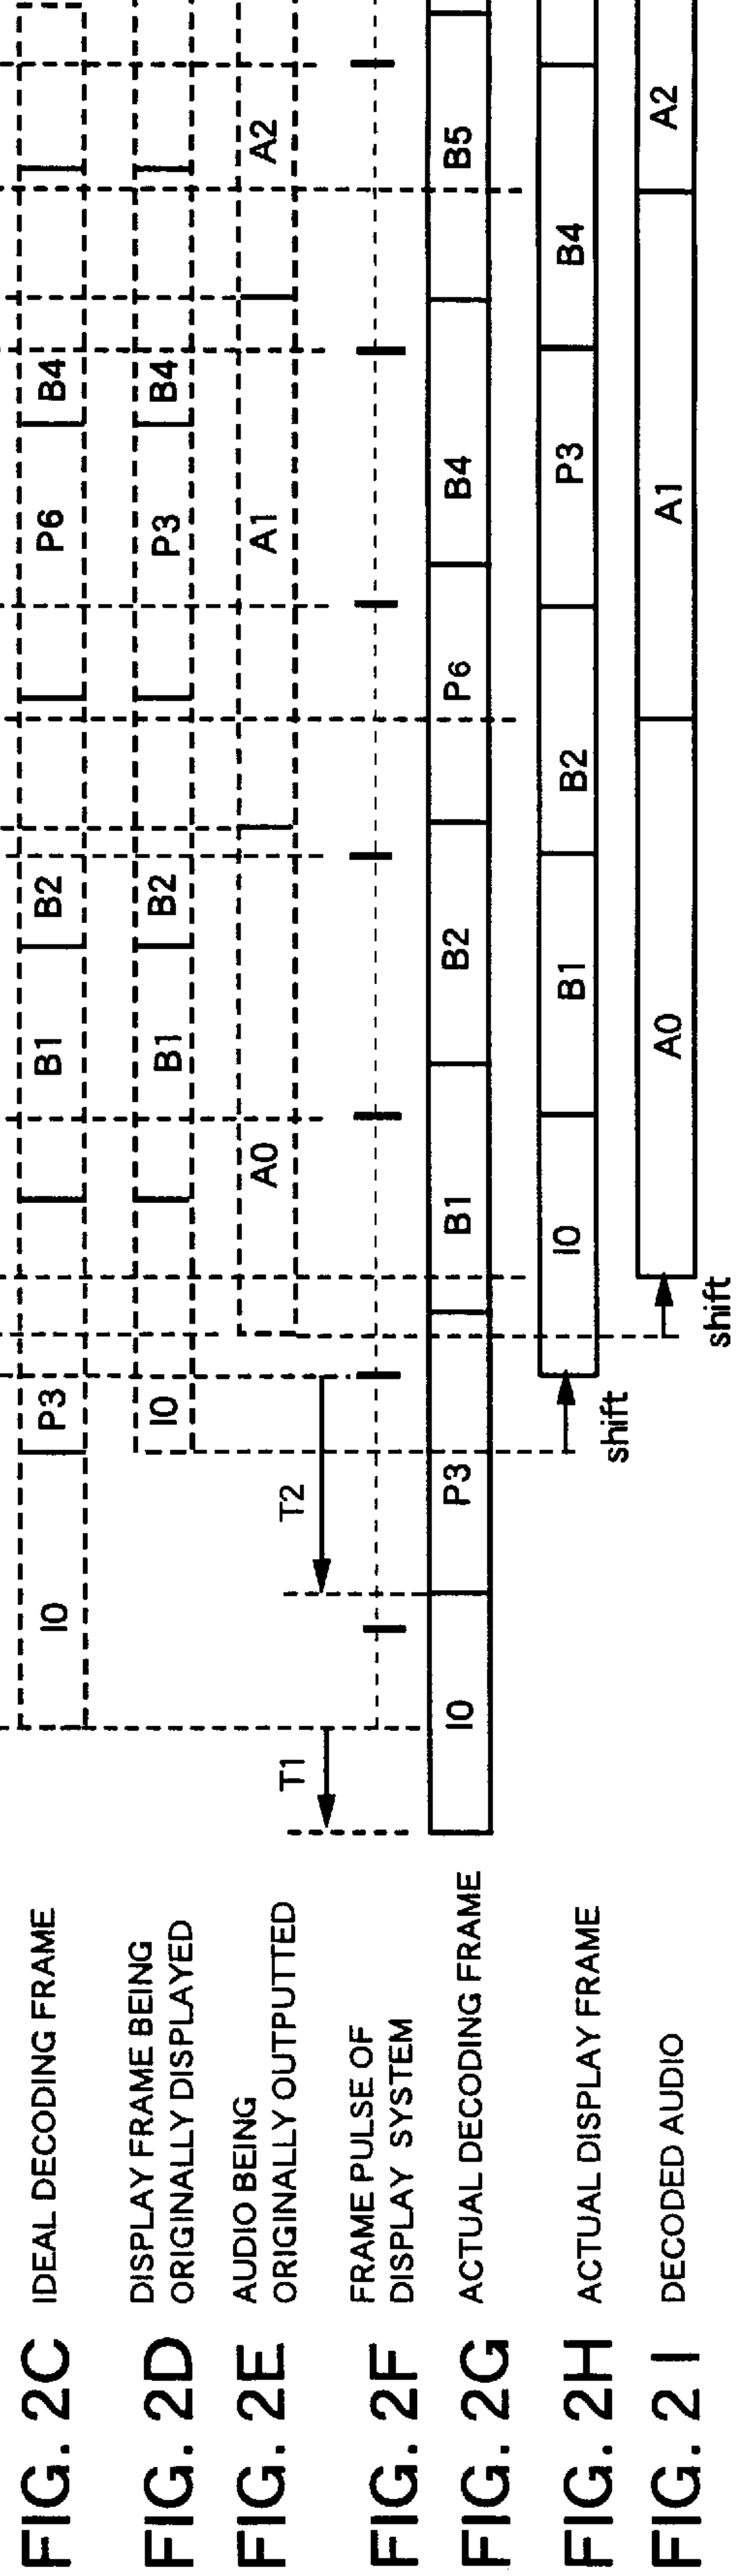 FIG. 2C IDEAL DECODING FRAME I0 P3 B1 B2 P6 B4
FIG. 2D DISPLAY FRAME BEING
ORIGINALLY DISPLAYED I0 B1 B2 P3 B4
FIG. 2E AUDIO BEING
ORIGINALLY OUTPUTTED A0 A1 A2
T1 T2
FIG. 2F FRAME PULSE OF
DISPLAY SYSTEM
FIG. 2G ACTUAL DECODING FRAME I0 P3 B1 B2 P6 B4 B5
FIG. 2H ACTUAL DISPLAY FRAME I0 B1 B2 P3 B4
shift
FIG. 2I DECODED AUDIO A0 A1 A2
shift